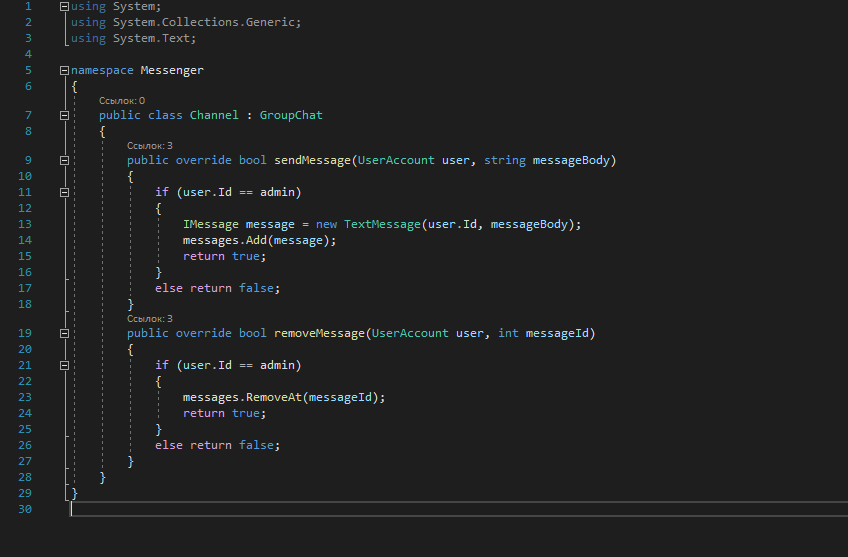 1 using System;
2 using System.Collections.Generic;
3 using System.Text;
4
5 namespace Messenger
6 {
Ссылок: 0
7 public class Channel : GroupChat
8 {
Ссылок: 3
9 public override bool sendMessage(UserAccount user, string messageBody)
10 {
11 if (user.Id == admin)
12 {
13 IMessage message = new TextMessage(user.Id, messageBody);
14 messages.Add(message);
15 return true;
16 }
17 else return false;
18 }
Ссылок: 3
19 public override bool removeMessage(UserAccount user, int messageId)
20 {
21 if (user.Id == admin)
22 {
23 messages.RemoveAt(messageId);
24 return true;
25 }
26 else return false;
27 }
28 }
29 }
30